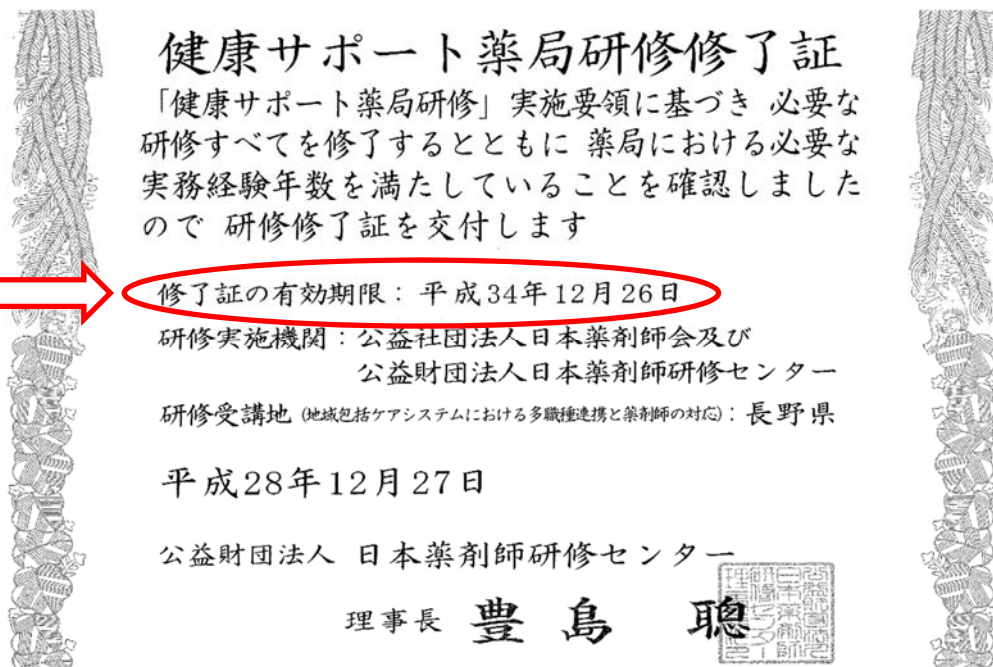 健康サポート薬局研修修了証
「健康サポート薬局研修」実施要領に基づき 必要な
研修すべてを修了するとともに 薬局における必要な
実務経験年数を満たしていることを確認しました
ので 研修修了証を交付します
修了証の有効期限：平成34年12月26日
研修実施機関：公益社団法人日本薬剤師会及び
公益財団法人日本薬剤師研修センター
研修受講地（地域包括ケアシステムにおける多職種連携と薬剤師の対応）：長野県
平成28年12月27日
公益財団法人 日本薬剤師研修センター
理事長 豊島 聰